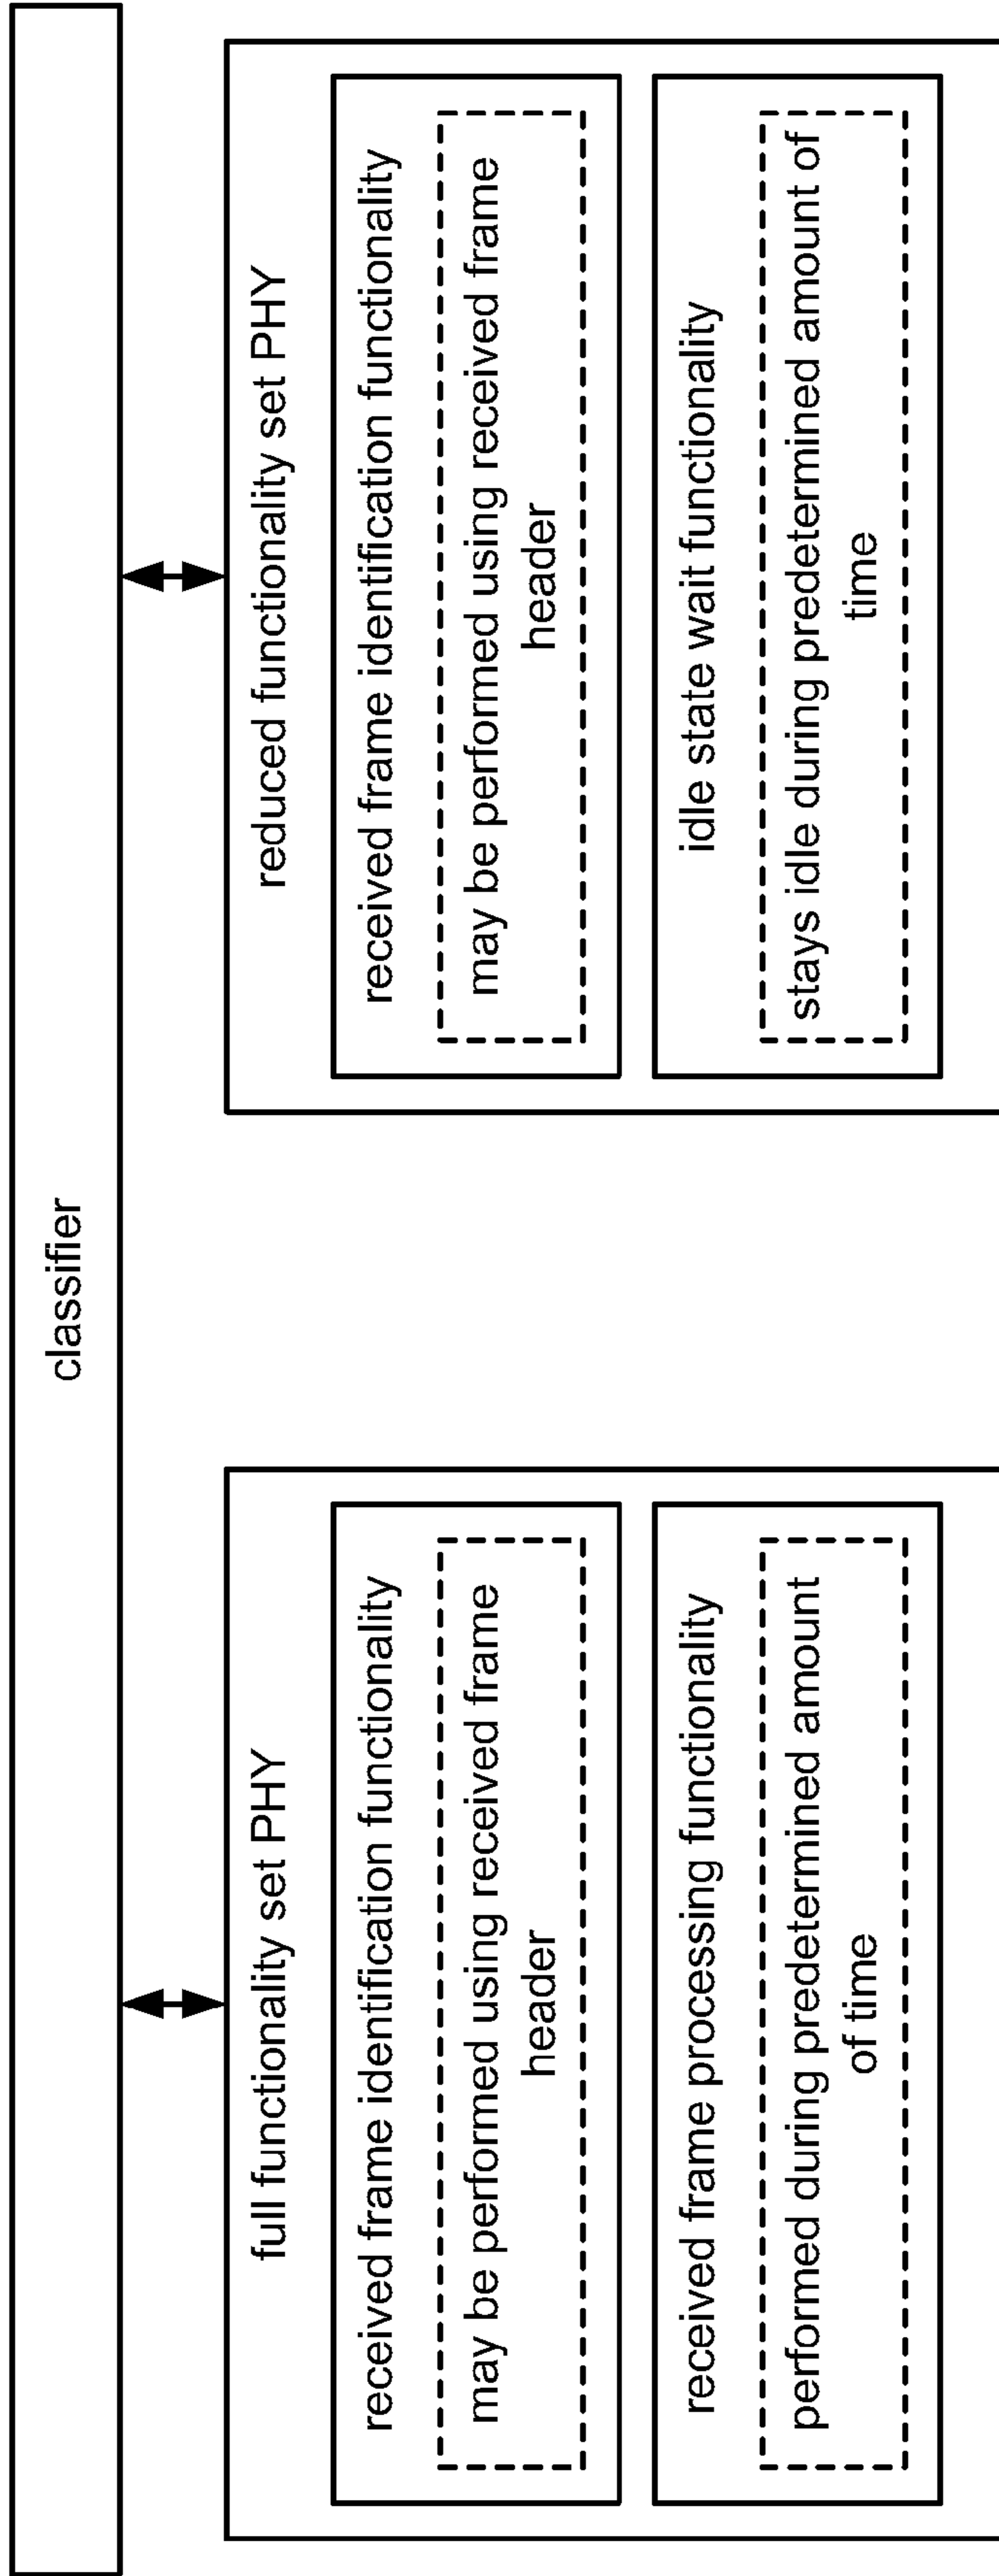 classifier
full functionality set PHY
received frame identification functionality
may be performed using received frame
header
received frame processing functionality
performed during predetermined amount
of time
reduced functionality set PHY
received frame identification functionality
may be performed using received frame
header
idle state wait functionality
stays idle during predetermined amount of
time